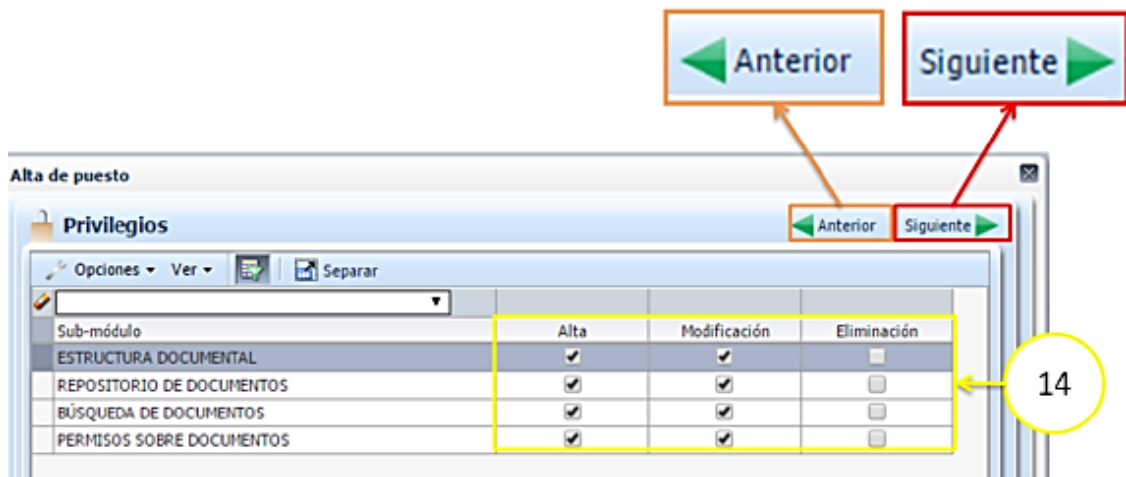 Anterior Siguiente
Alta de puesto
Privilegios Anterior Siguiente
Opciones Ver Separar
Sub-módulo Alta Modificación Eliminación
ESTRUCTURA DOCUMENTAL
REPOSITORIO DE DOCUMENTOS
BÚSQUEDA DE DOCUMENTOS
PERMISOS SOBRE DOCUMENTOS
14